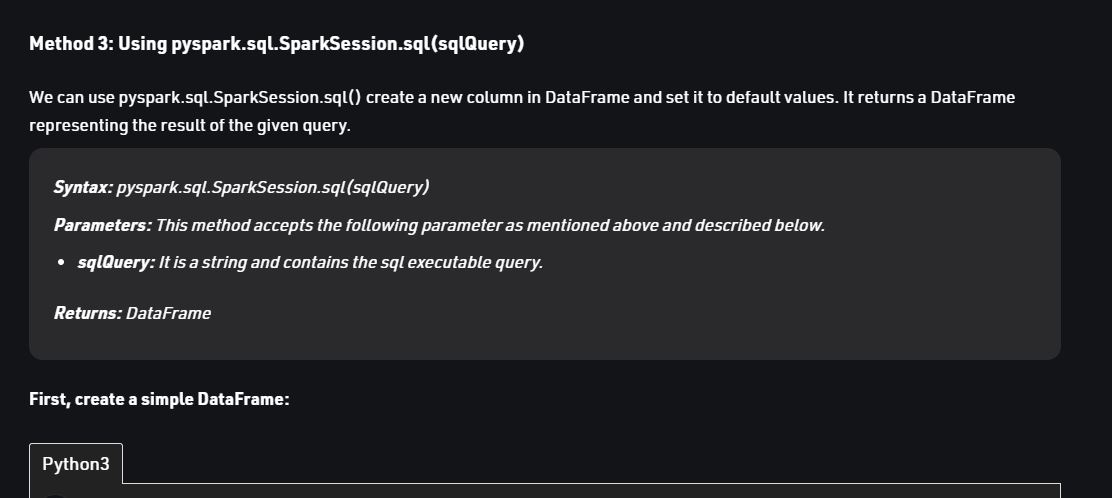 Method 3: Using pyspark.sql.SparkSession.sql(sqlQuery)
We can use pyspark.sql.SparkSession.sql() create a new column in DataFrame and set it to default values. It returns a DataFrame
representing the result of the given query.
Syntax: pyspark.sql.SparkSession.sql(sqlQuery)
Parameters: This method accepts the following parameter as mentioned above and described below.
• sqlQuery: It is a string and contains the sql executable query.
Returns: DataFrame
First, create a simple DataFrame:
Python3